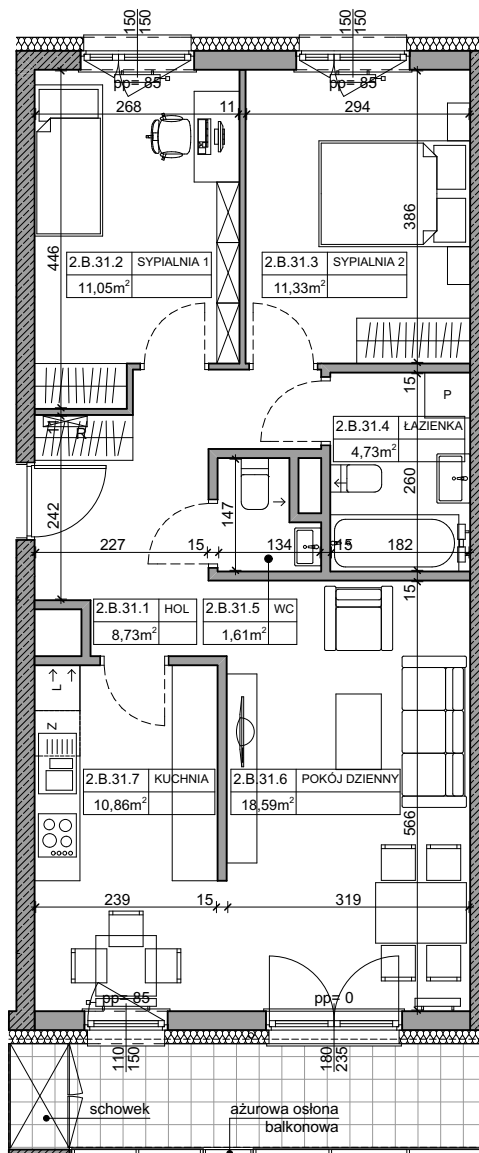 150
150
150
150
pp= 85
pp= 85
268
11
294
446
386
2.B.31.2 SYPIALNIA 1
11,05m²
2.B.31.3 SYPIALNIA 2
11,33m²
15
P
2.B.31.4 ŁAZIENKA
4,73m²
R
242
147
260
227
15
134
15
182
15
2.B.31.1 HOL
8,73m²
2.B.31.5 WC
1,61m²
L
Z
2.B.31.7 KUCHNIA
10,86m²
2.B.31.6 POKÓJ DZIENNY
18,59m²
566
239
15
319
pp= 85
pp= 0
110
150
180
235
schowek
ażurowa osłona
balkonowa